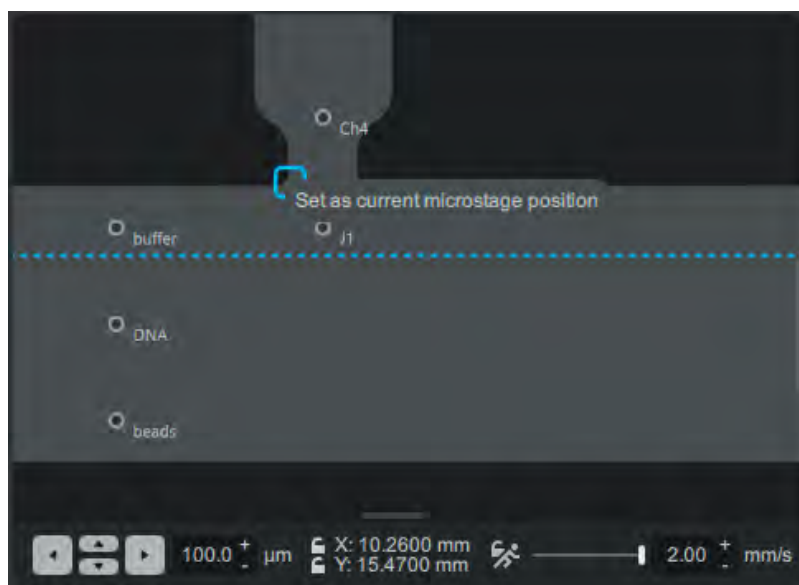 Ch4
Set as current microstage position
buffer
J1
DNA
beads
100.0 + - μm
X: 10.2600 mm
Y: 15.4700 mm
2.00 + - mm/s